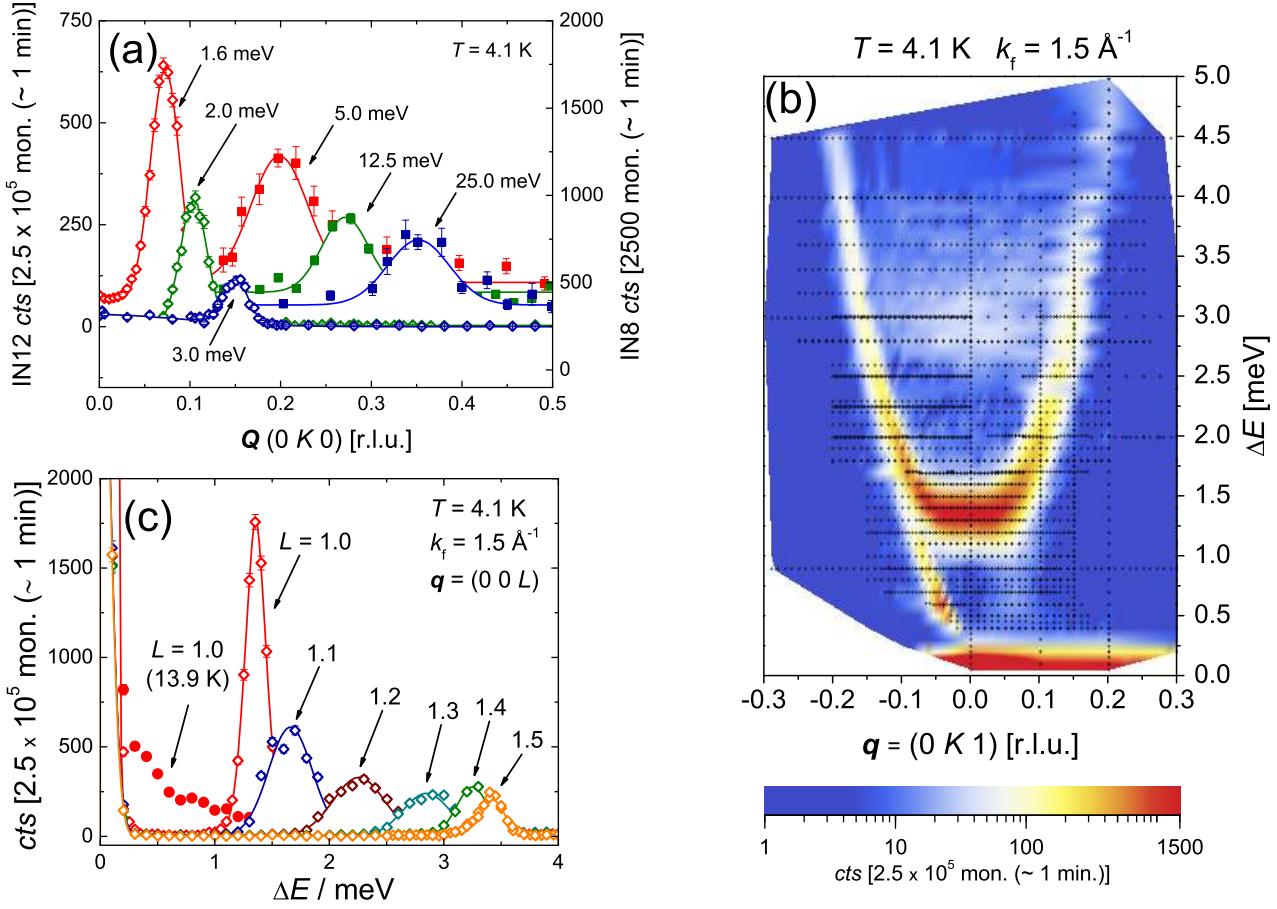 (a)
T = 4.1 K
1.6 meV
2.0 meV
5.0 meV
12.5 meV
25.0 meV
3.0 meV
750
500
250
0
2000
1500
1000
500
0
0.0 0.1 0.2 0.3 0.4 0.5
IN12 cts [2.5 x 10⁵ mon. (~ 1 min)]
IN8 cts [2500 mon. (~ 1 min)]
Q (0 K 0) [r.l.u.]
T = 4.1 K k_f = 1.5 Å⁻¹
(b)
5.0
4.5
4.0
3.5
3.0
2.5
2.0
1.5
1.0
0.5
0.0
ΔE [meV]
-0.3 -0.2 -0.1 0.0 0.1 0.2 0.3
q = (0 K 1) [r.l.u.]
1 10 100 1500
cts [2.5 x 10⁵ mon. (~ 1 min.)]
(c)
T = 4.1 K
k_f = 1.5 Å⁻¹
q = (0 0 L)
L = 1.0
L = 1.0
(13.9 K)
1.1
1.2
1.3
1.4
1.5
2000
1500
1000
500
0
0 1 2 3 4
cts [2.5 x 10⁵ mon. (~ 1 min)]
ΔE / meV